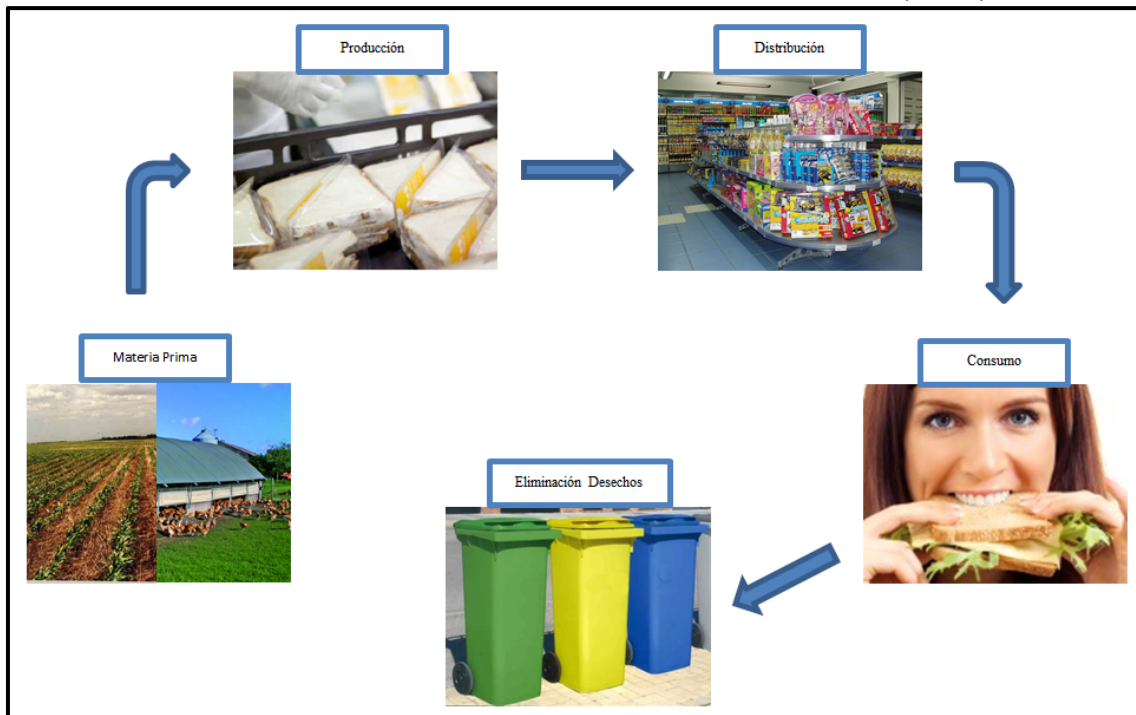 Producción
Distribución
Materia Prima
Consumo
Eliminación Desechos